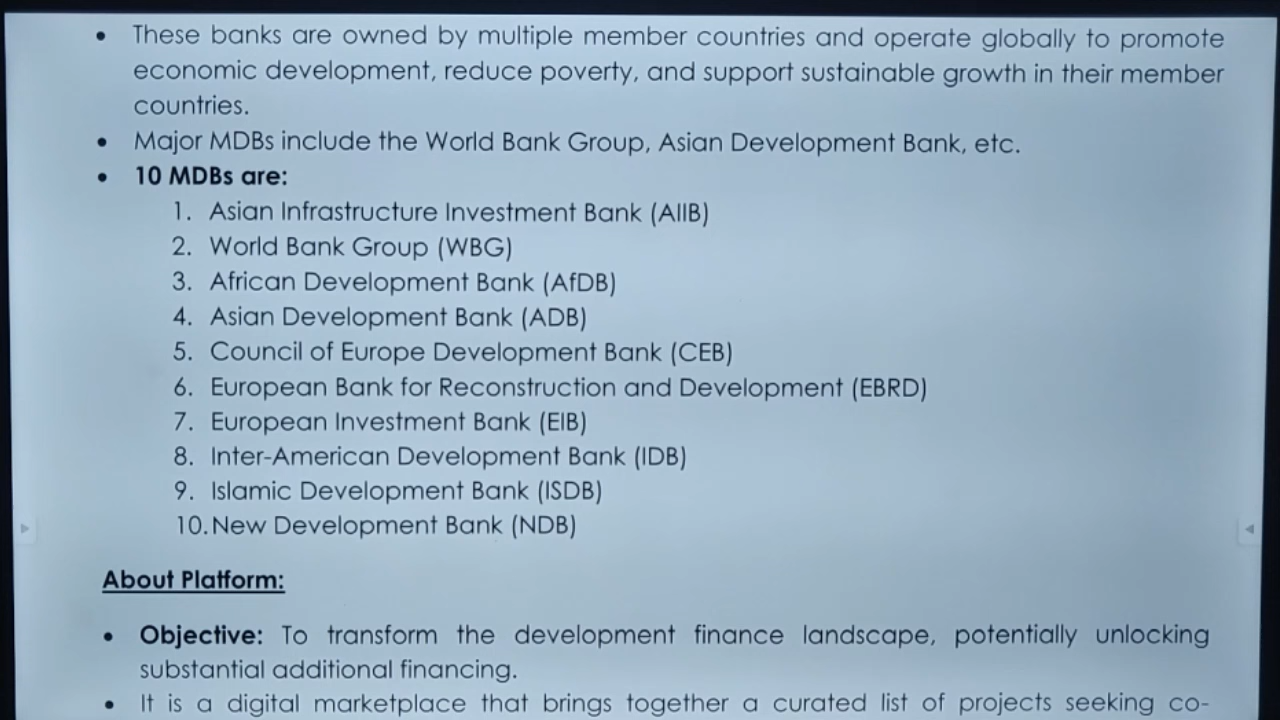 • These banks are owned by multiple member countries and operate globally to promote
economic development, reduce poverty, and support sustainable growth in their member
countries.
• Major MDBs include the World Bank Group, Asian Development Bank, etc.
• 10 MDBs are:
1. Asian Infrastructure Investment Bank (AIIB)
2. World Bank Group (WBG)
3. African Development Bank (AfDB)
4. Asian Development Bank (ADB)
5. Council of Europe Development Bank (CEB)
6. European Bank for Reconstruction and Development (EBRD)
7. European Investment Bank (EIB)
8. Inter-American Development Bank (IDB)
9. Islamic Development Bank (ISDB)
10. New Development Bank (NDB)
About Platform:
• Objective: To transform the development finance landscape, potentially unlocking
substantial additional financing.
• It is a digital marketplace that brings together a curated list of projects seeking co-